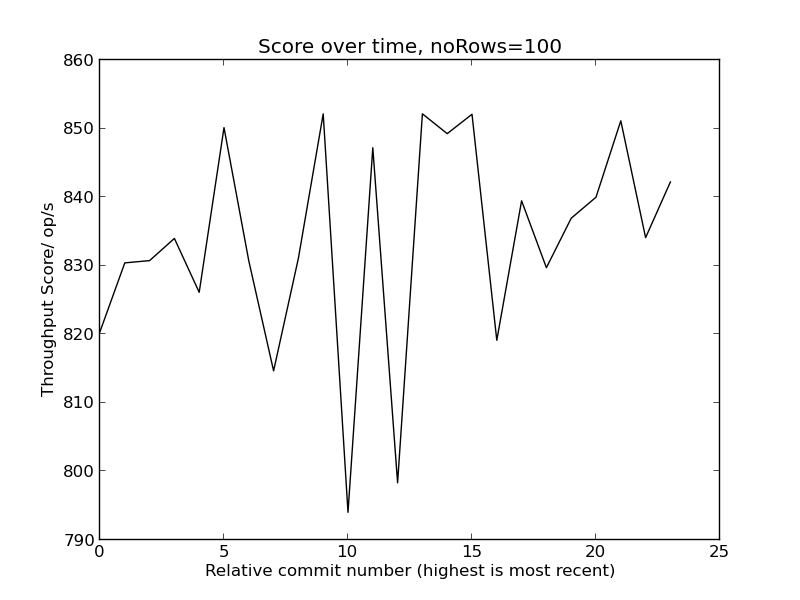 Score over time, noRows=100
Throughput Score/ op/s
860
850
840
830
820
810
800
790
0 5 10 15 20 25
Relative commit number (highest is most recent)